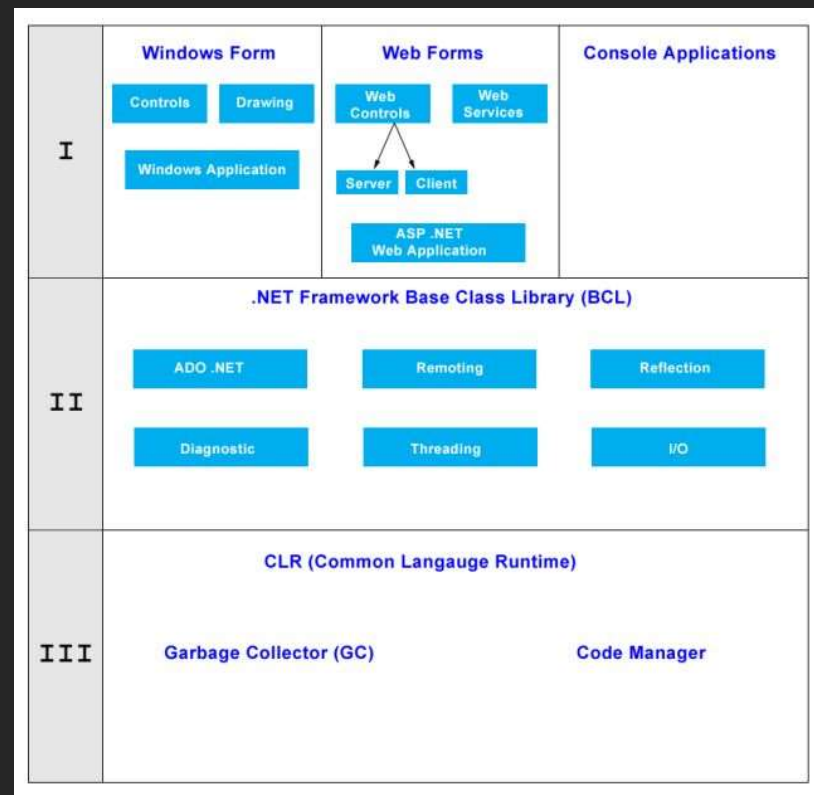 Windows Form
Web Forms
Console Applications
Controls
Drawing
Windows Application
Web
Controls
Web
Services
Server
Client
ASP .NET
Web Application
I
.NET Framework Base Class Library (BCL)
ADO .NET
Remoting
Reflection
II
Diagnostic
Threading
I/O
CLR (Common Langauge Runtime)
III
Garbage Collector (GC)
Code Manager